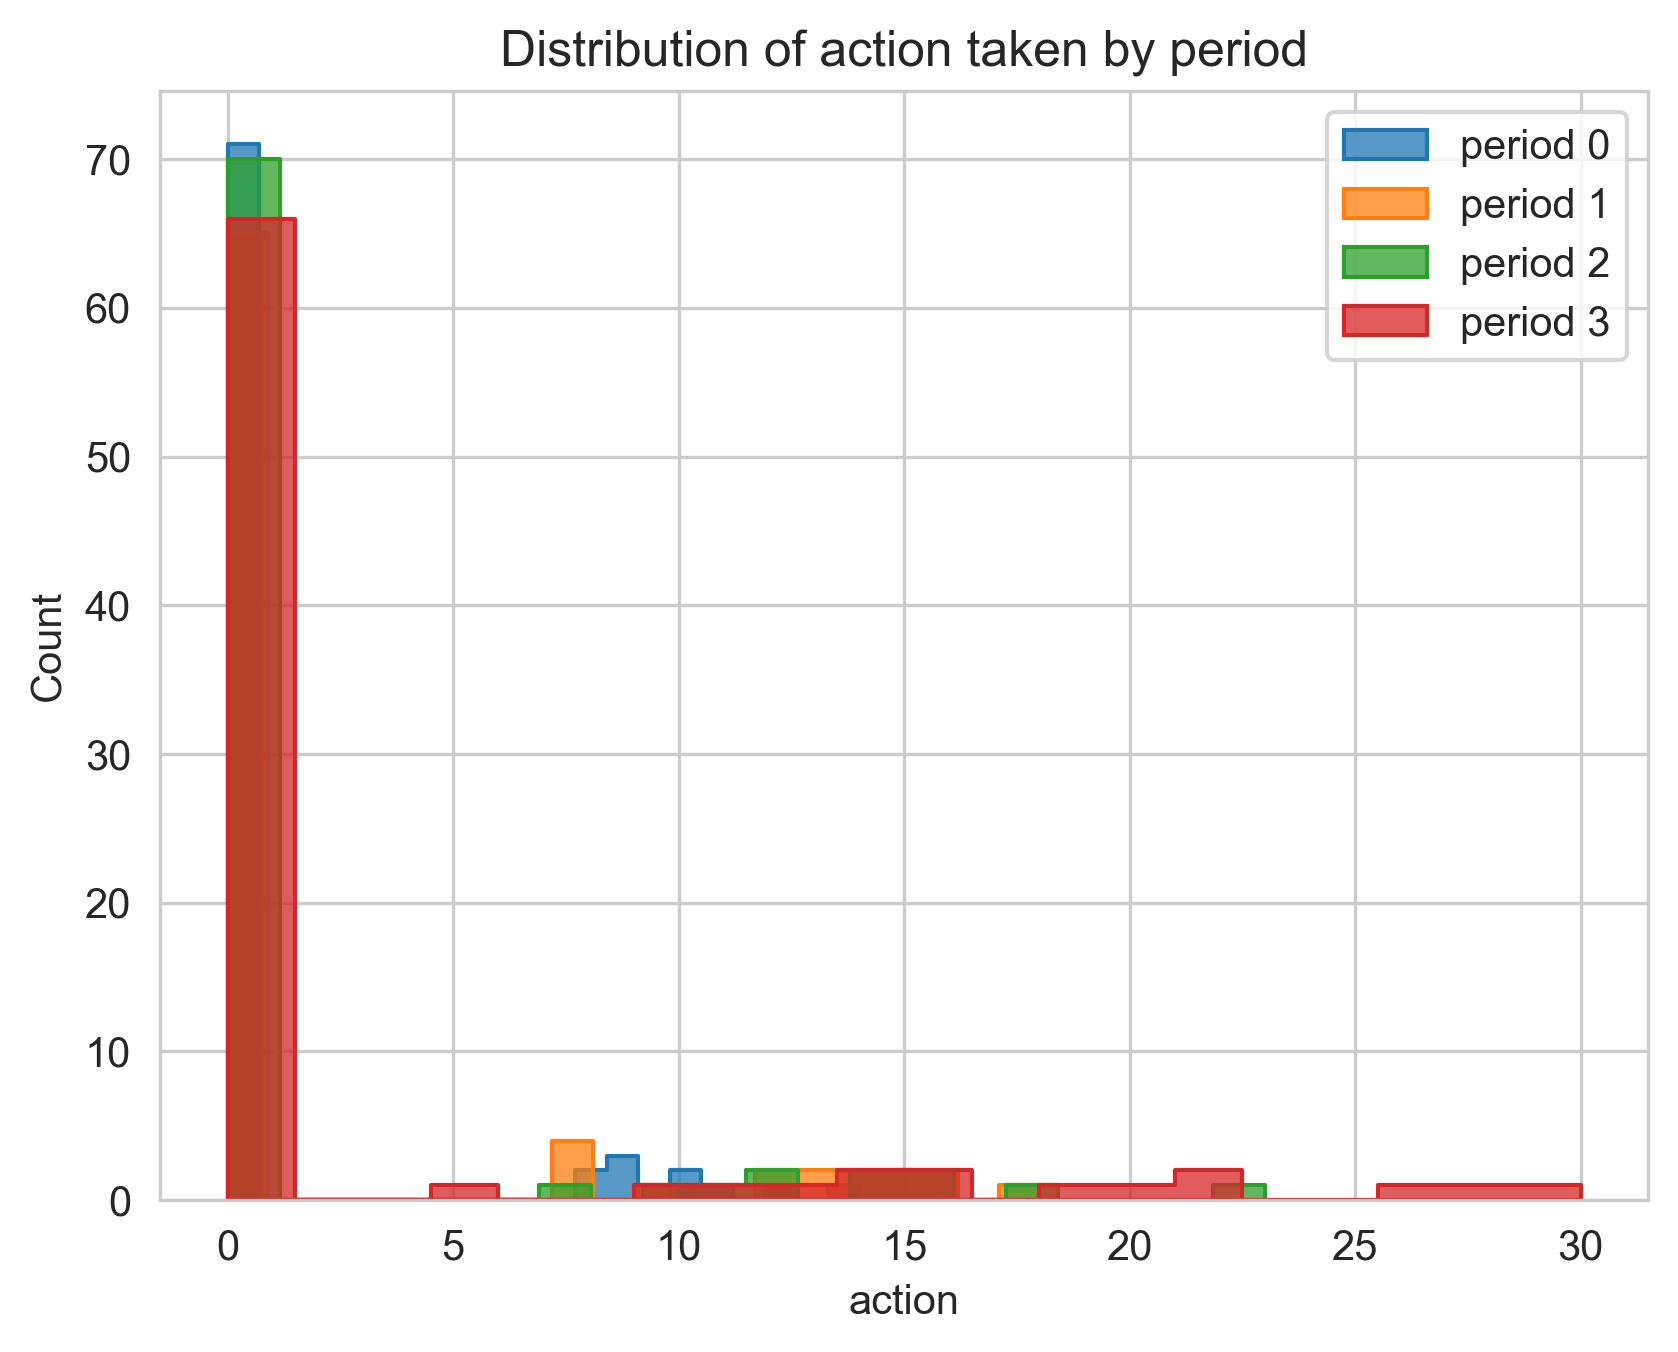 Distribution of action taken by period
period 0
period 1
period 2
period 3
70
60
50
40
30
20
10
0
Count
0 5 10 15 20 25 30
action